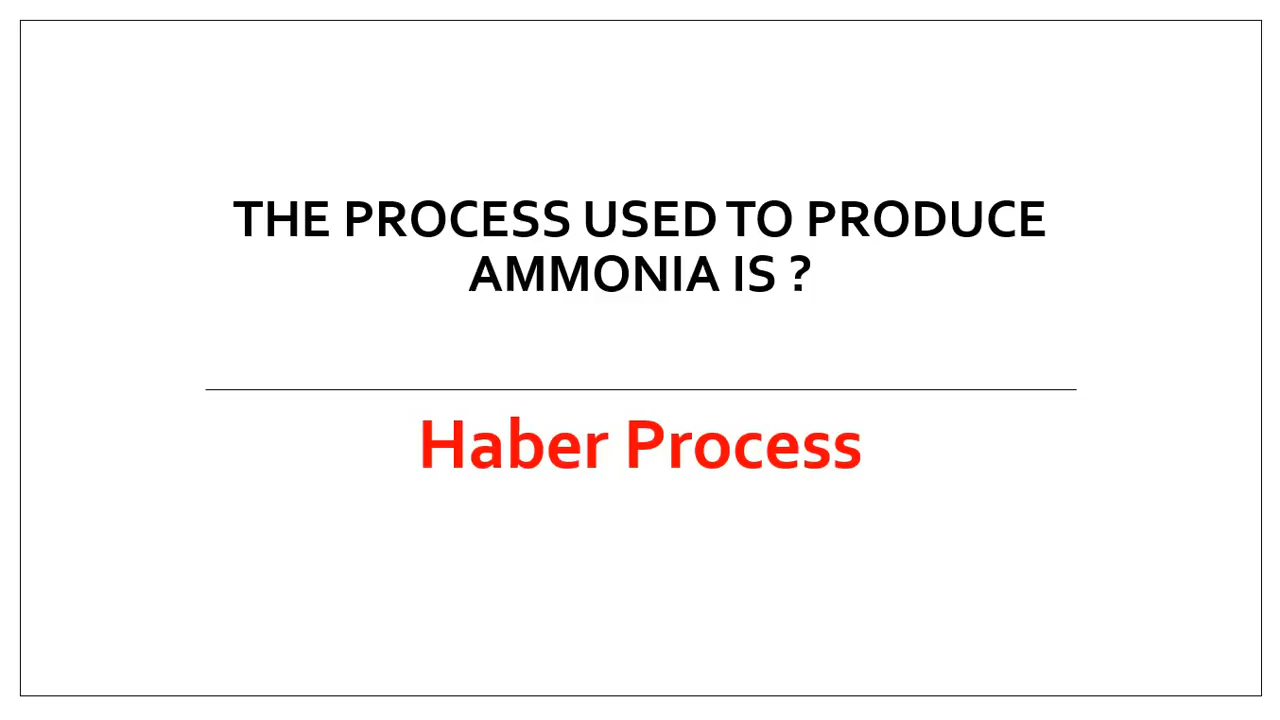 THE PROCESS USED TO PRODUCE
AMMONIA IS ?
Haber Process